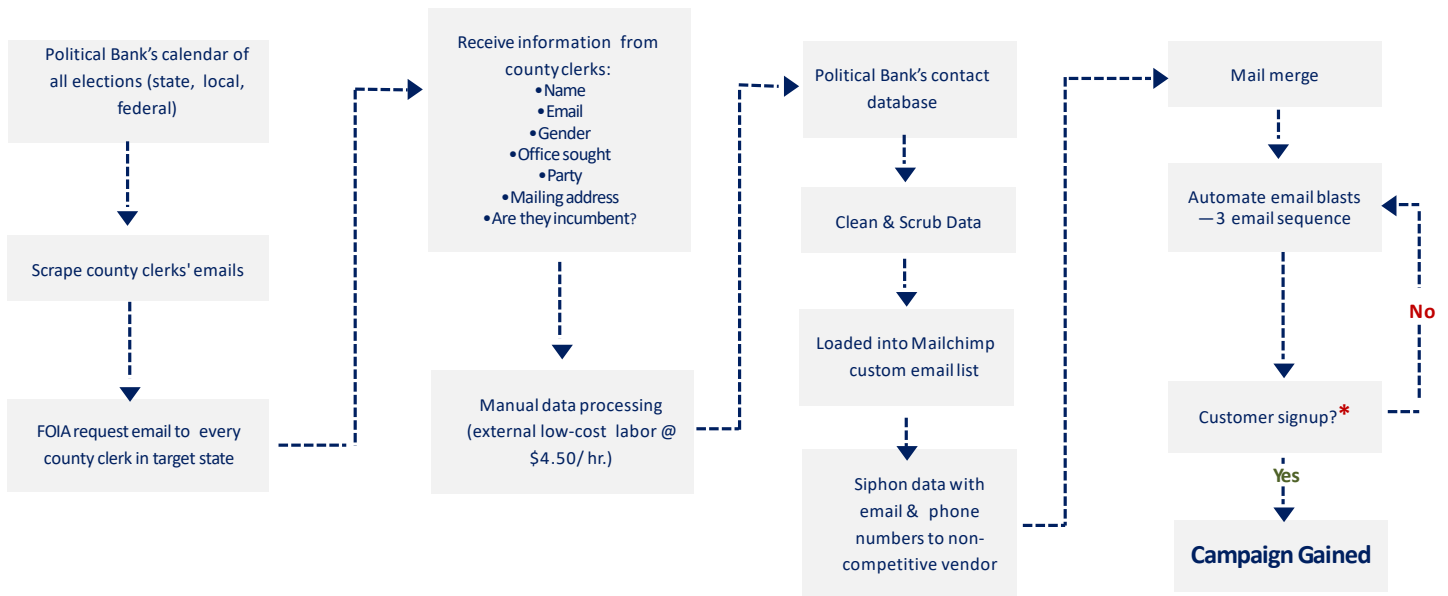 Political Bank's calendar of
all elections (state, local,
federal)
Scrape county clerks' emails
FOIA request email to every
county clerk in target state
Receive information from
county clerks:
•Name
•Email
•Gender
•Office sought
•Party
•Mailing address
•Are they incumbent?
Manual data processing
(external low-cost labor @
$4.50/ hr.)
Political Bank's contact
database
Clean & Scrub Data
Loaded into Mailchimp
custom email list
Siphon data with
email & phone
numbers to non-
competitive vendor
Mail merge
Automate email blasts
—3 email sequence
No
Customer signup?*
Yes
Campaign Gained